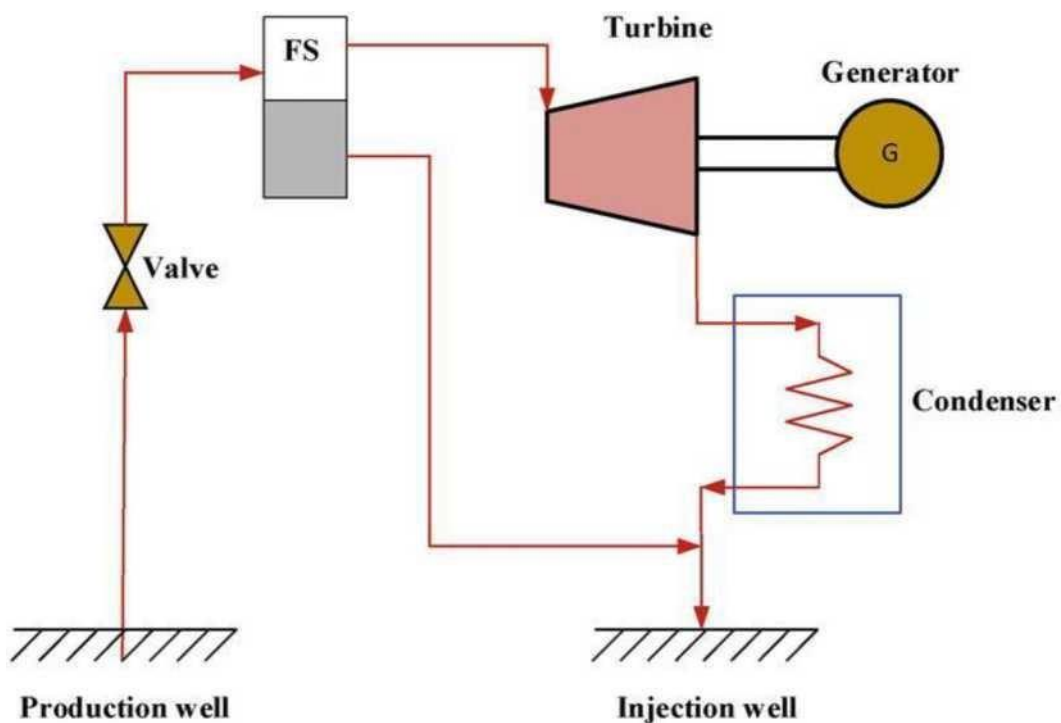 Turbine
FS
Generator
G
Valve
Condenser
Production well
Injection well